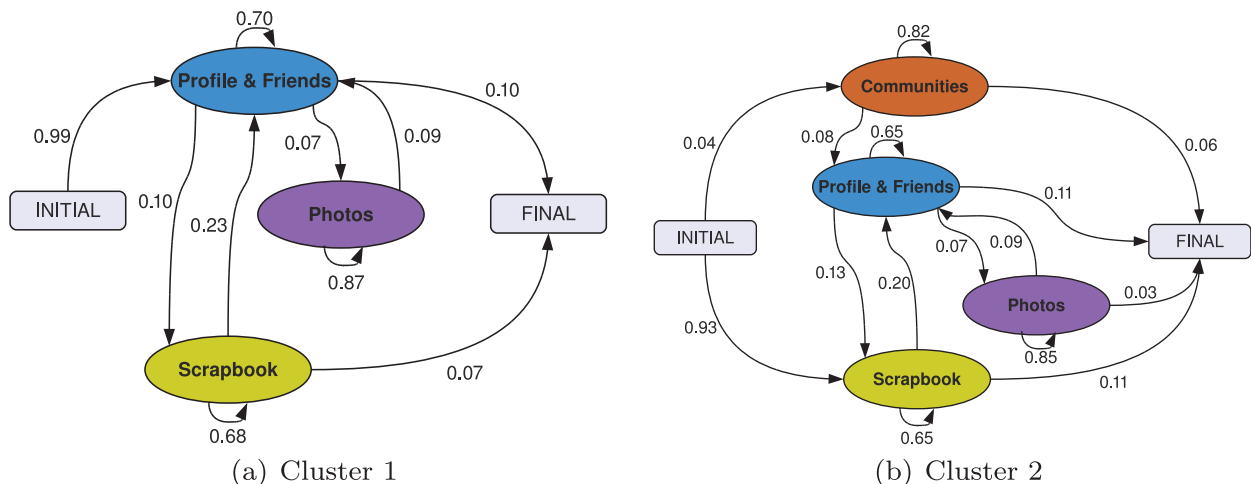 0.70
Profile & Friends
0.10
0.99
0.07
0.09
INITIAL
0.10
0.23
Photos
FINAL
0.87
Scrapbook
0.07
0.68
(a) Cluster 1
0.82
Communities
0.04
0.08
0.65
0.06
Profile & Friends
0.11
INITIAL
0.07
0.09
FINAL
0.13
0.20
Photos
0.03
0.93
0.85
Scrapbook
0.11
0.65
(b) Cluster 2